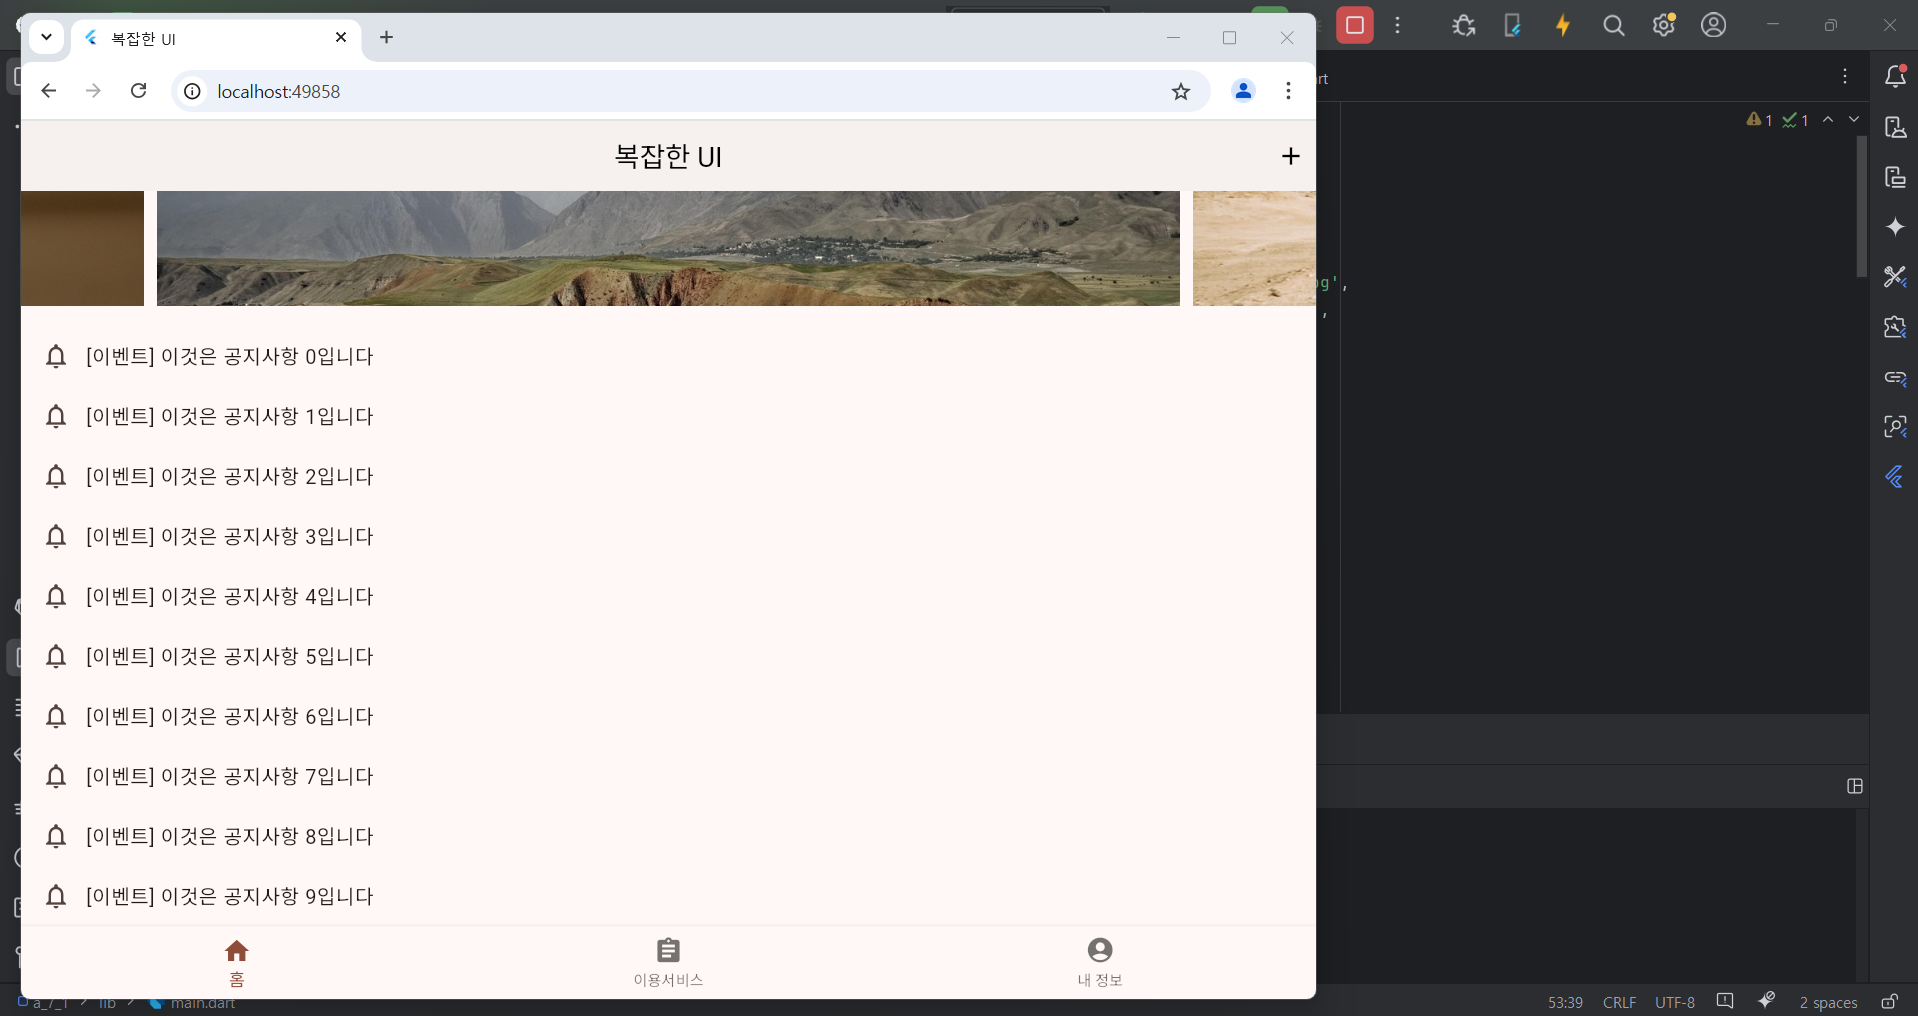 복잡한 UI
localhost:49858
복잡한 UI
[이벤트] 이것은 공지사항 0입니다
[이벤트] 이것은 공지사항 1입니다
[이벤트] 이것은 공지사항 2입니다
[이벤트] 이것은 공지사항 3입니다
[이벤트] 이것은 공지사항 4입니다
[이벤트] 이것은 공지사항 5입니다
[이벤트] 이것은 공지사항 6입니다
[이벤트] 이것은 공지사항 7입니다
[이벤트] 이것은 공지사항 8입니다
[이벤트] 이것은 공지사항 9입니다
홈
이용서비스
내 정보
1 1
a_7_1 lib main.dart
53:39 CRLF UTF-8 2 spaces